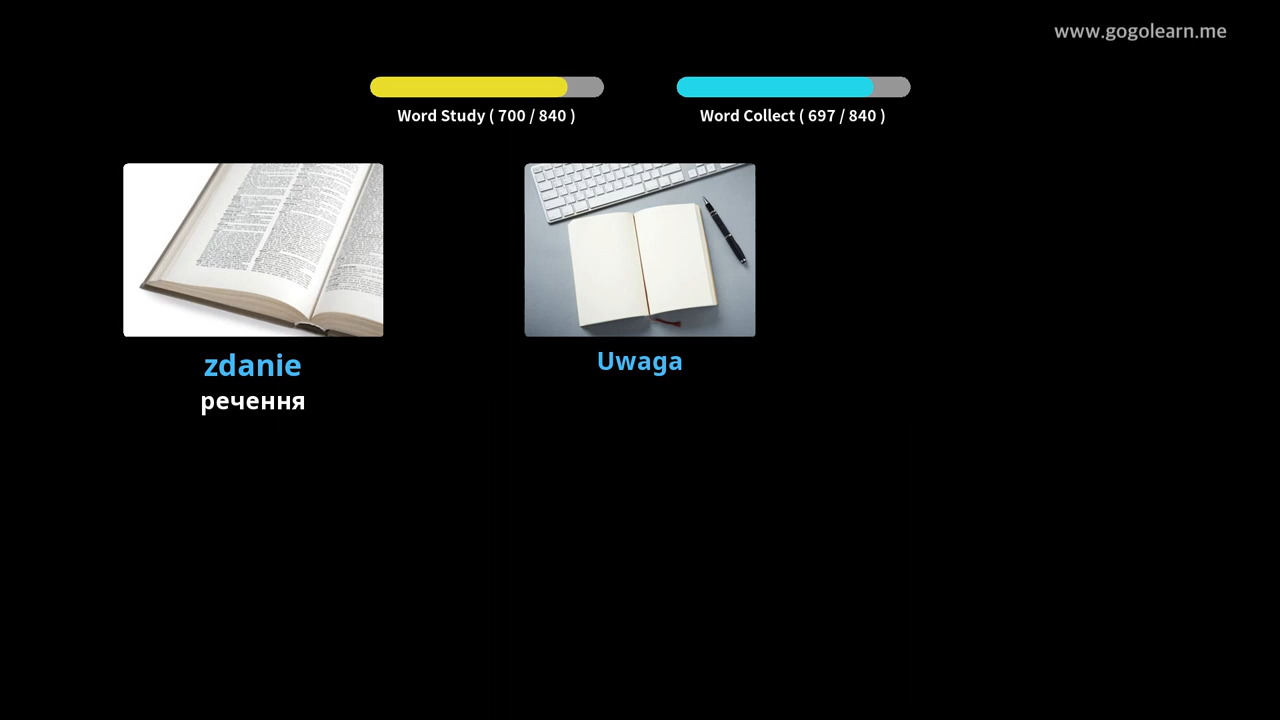 www.gogolearn.me
Word Study ( 700 / 840 )
Word Collect ( 697 / 840 )
zdanie
речення
Uwaga